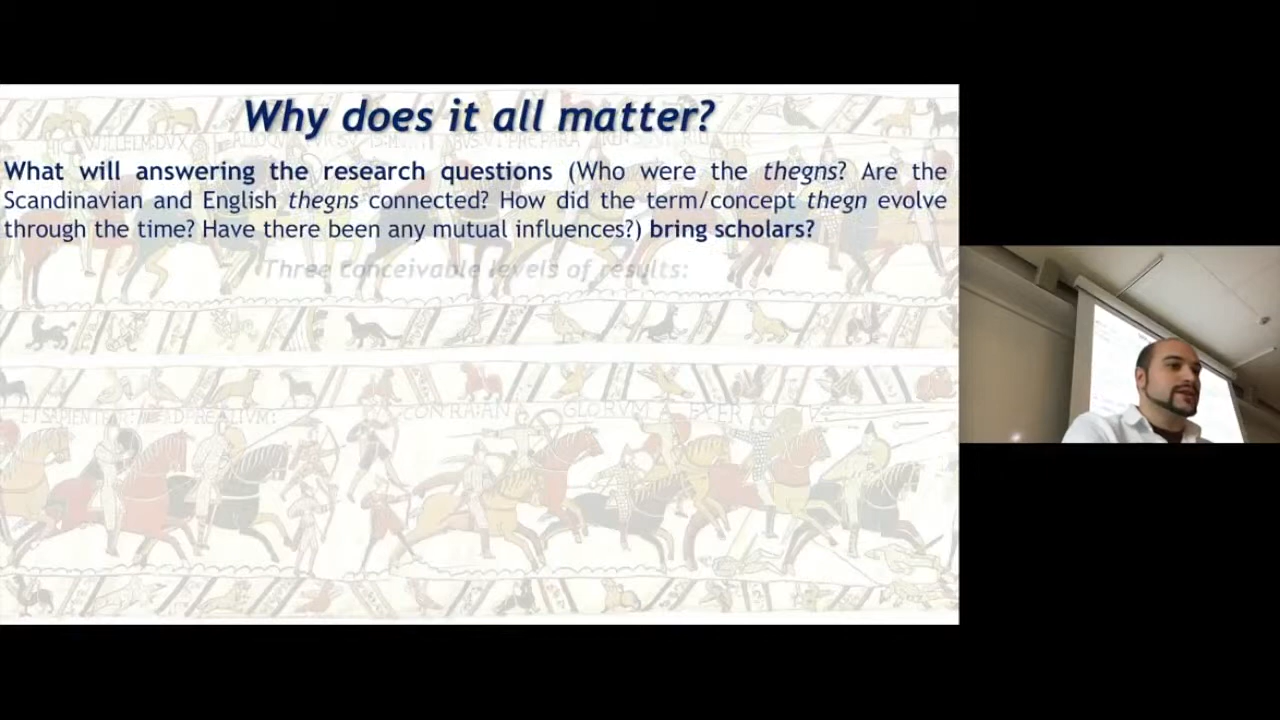 Why does it all matter?
What will answering the research questions (Who were the thegns? Are the
Scandinavian and English thegns connected? How did the term/concept thegn evolve
through the time? Have there been any mutual influences?) bring scholars?
Three conceivable levels of results: